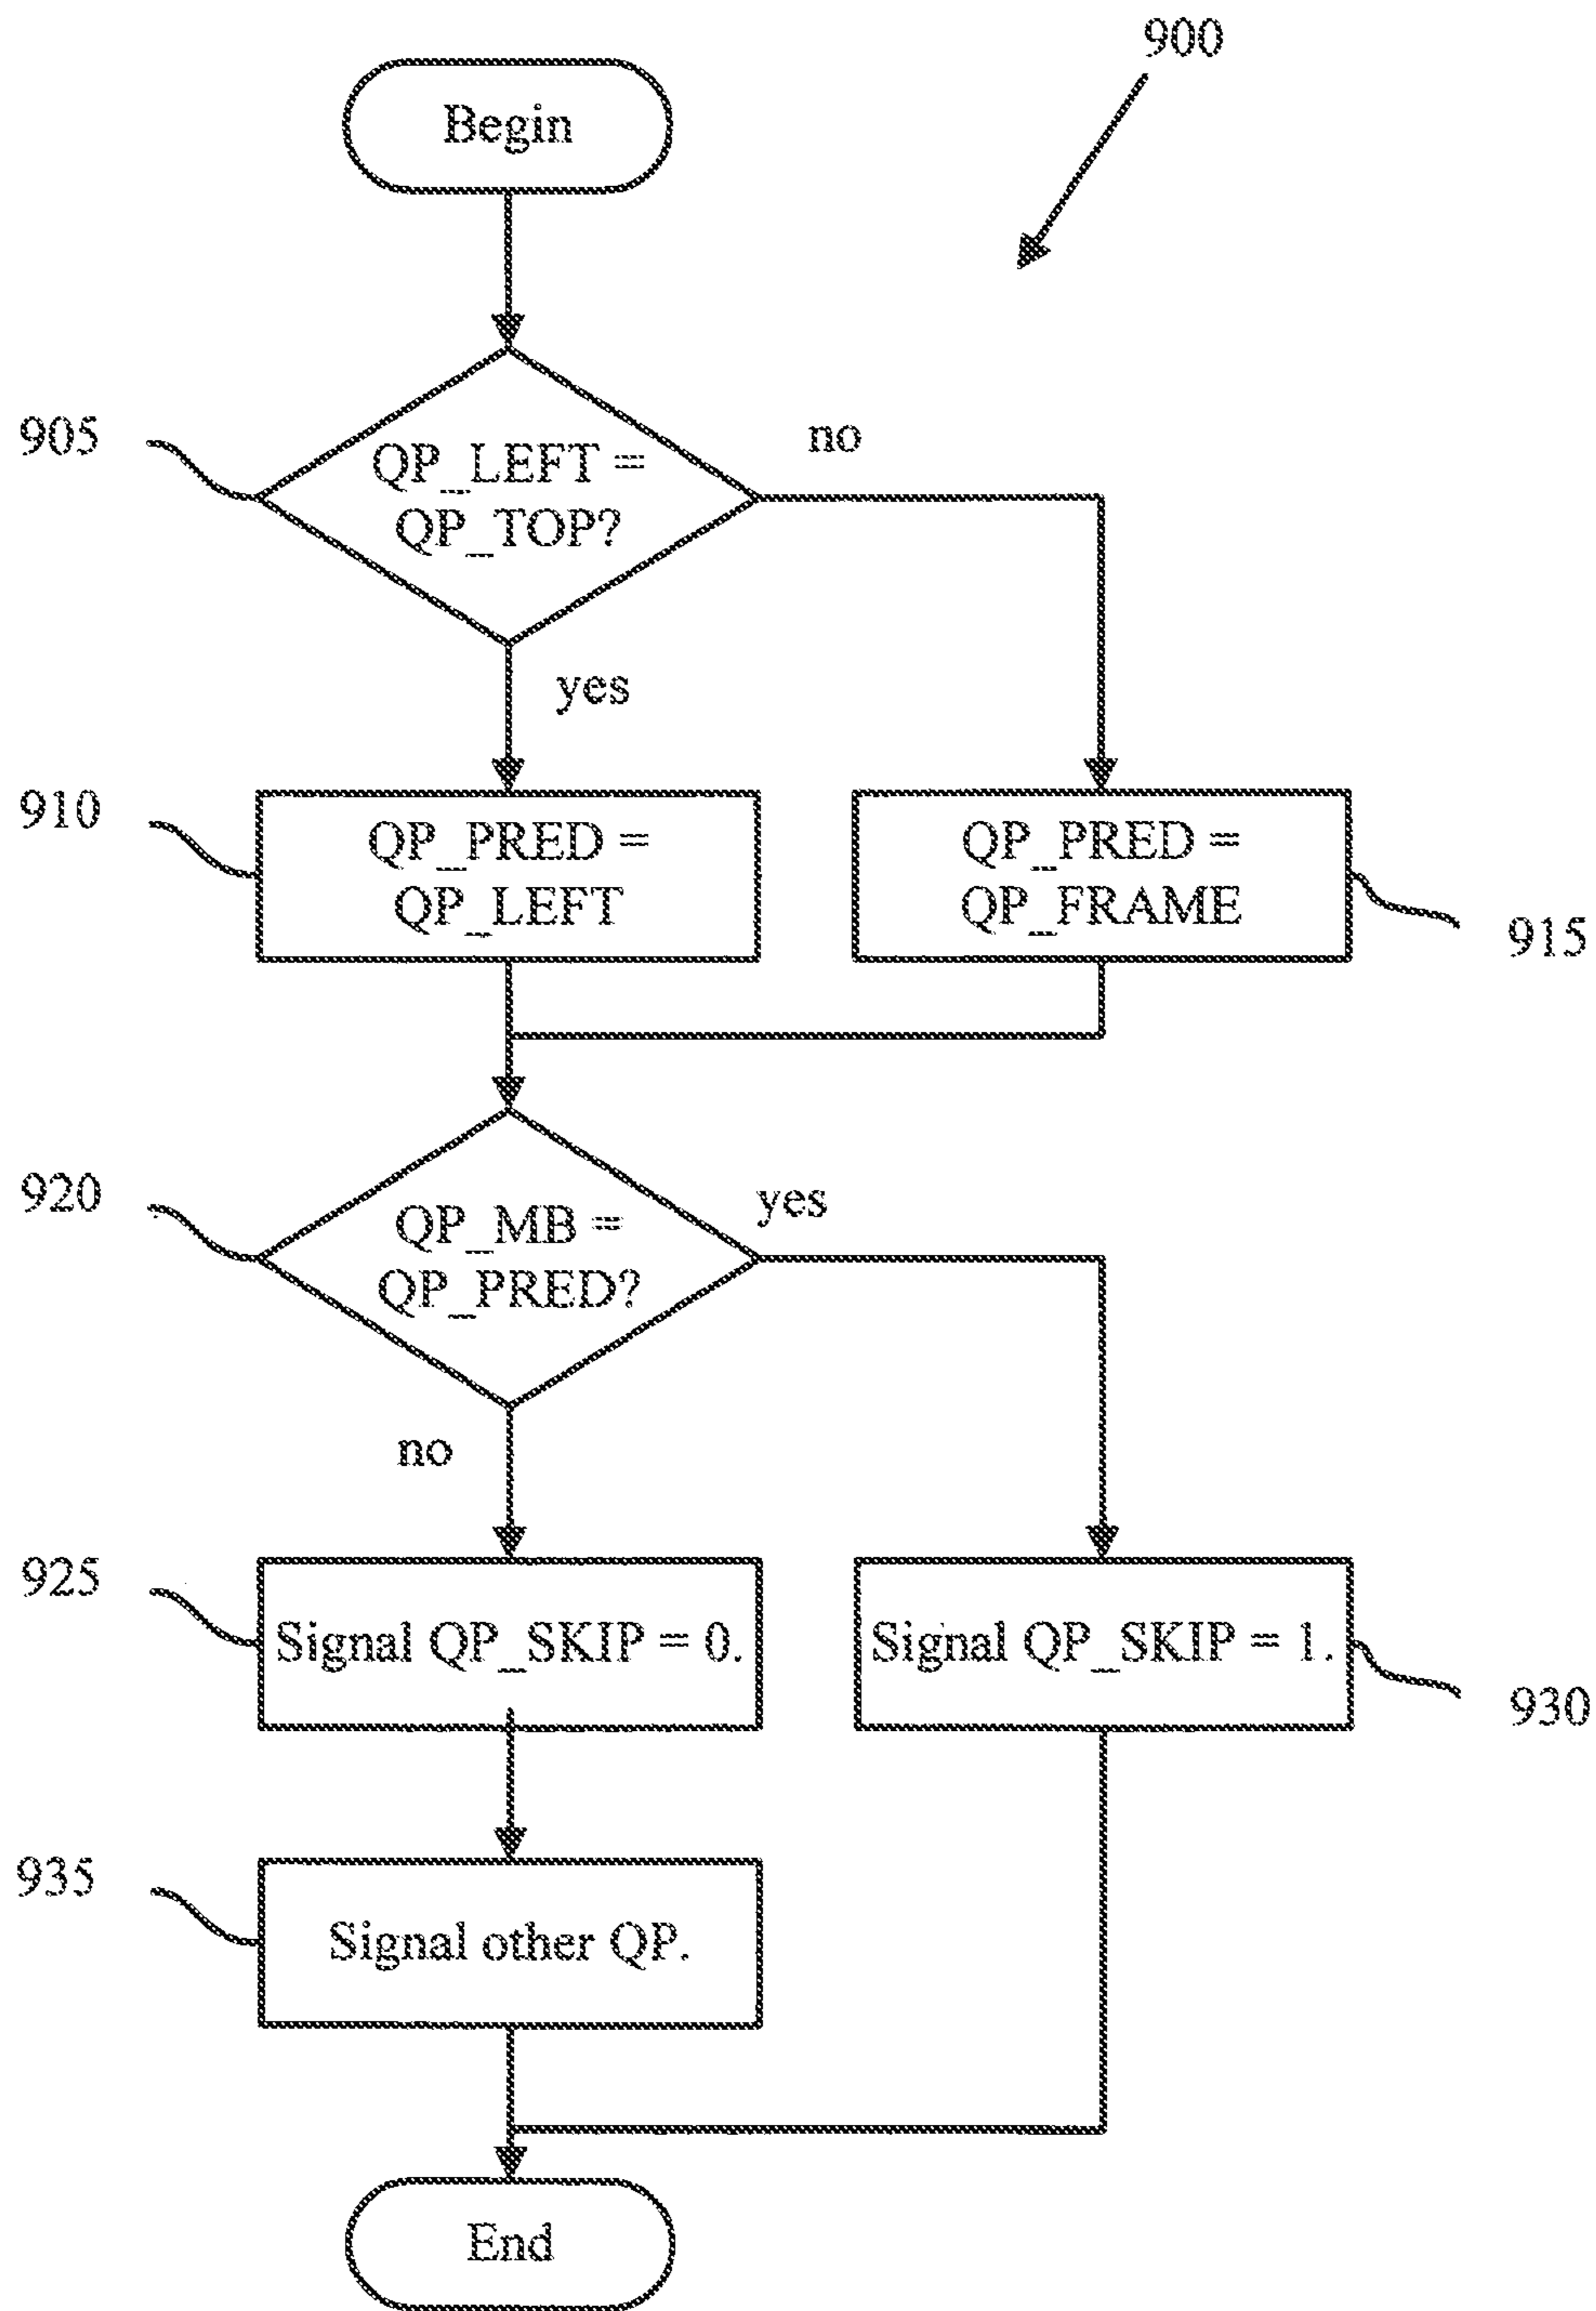 900
Begin
905
QP_LEFT =
QP_TOP?
no
yes
910
QP_PRED =
QP_LEFT
QP_PRED =
QP_FRAME
915
920
QP_MB =
QP_PRED?
yes
no
925
Signal QP_SKIP = 0.
Signal QP_SKIP = 1.
930
935
Signal other QP.
End